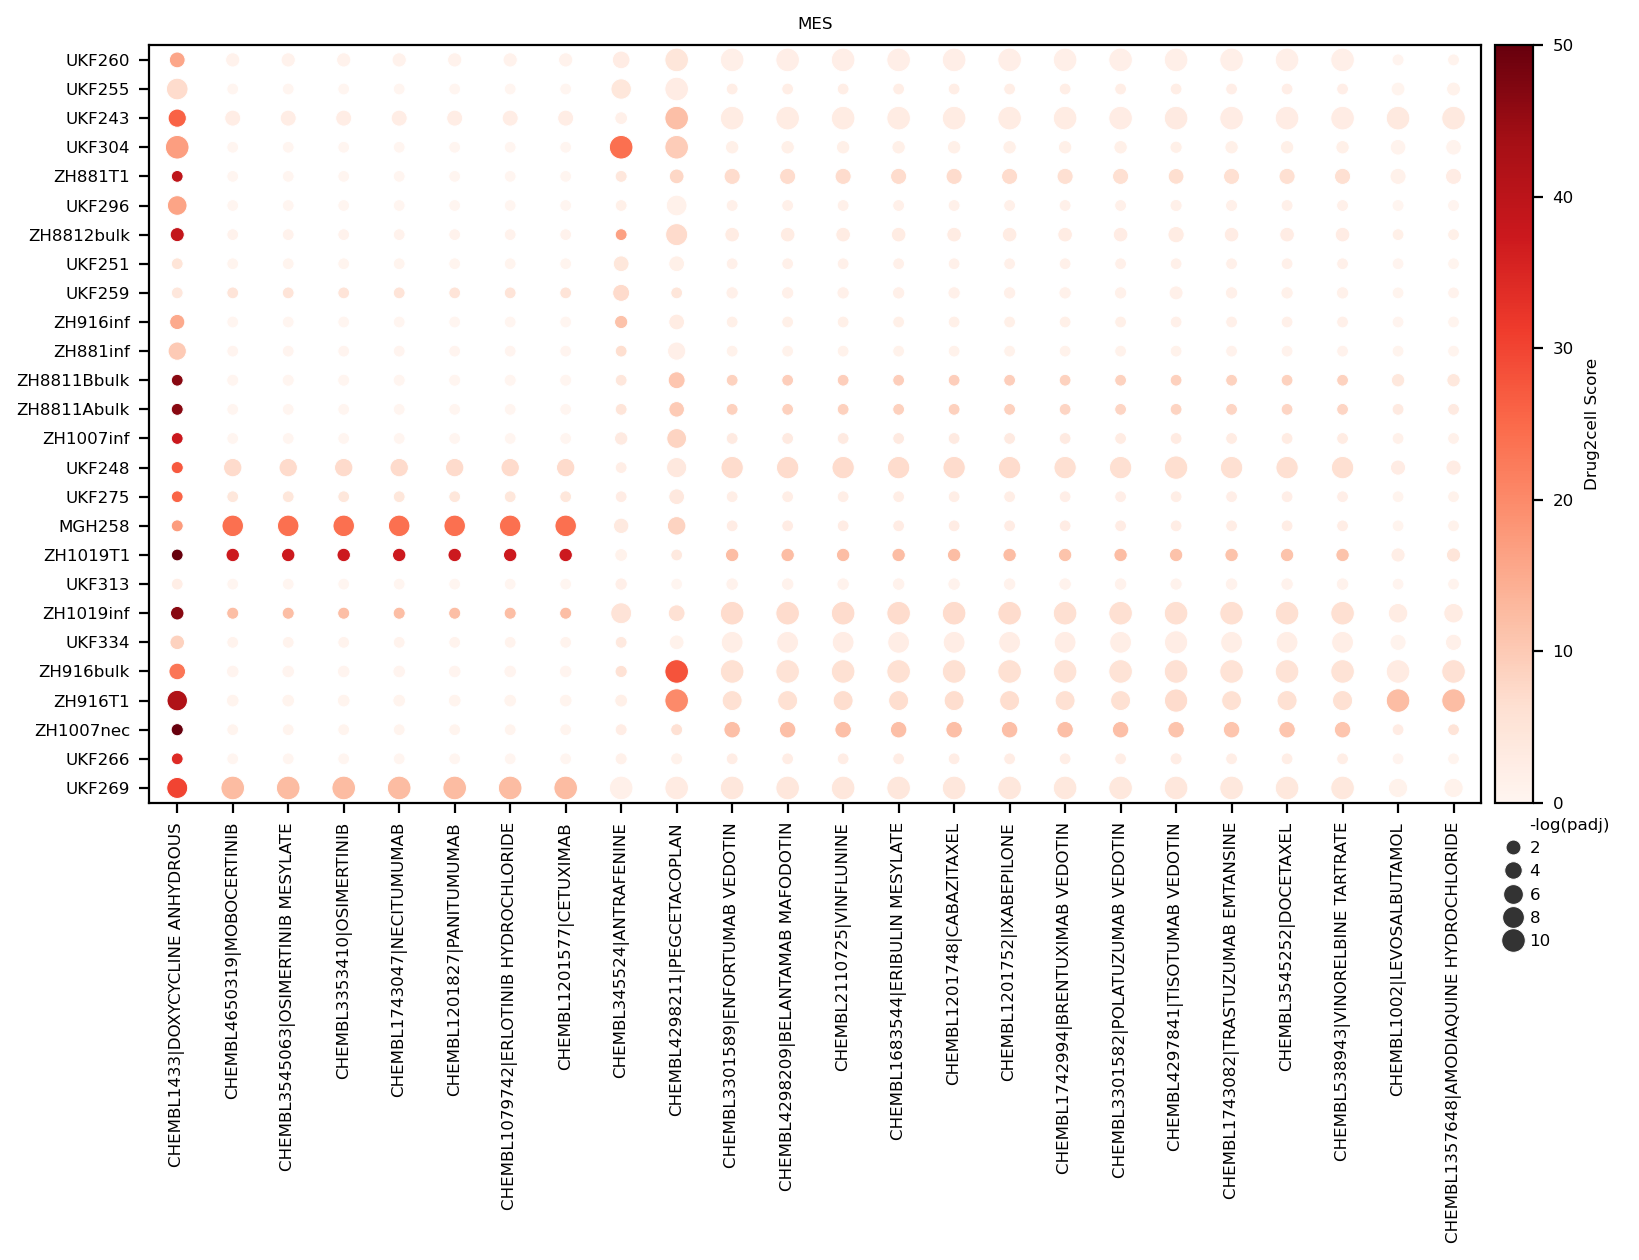 MES
UKF260
UKF255
UKF243
UKF304
ZH881T1
UKF296
ZH8812bulk
UKF251
UKF259
ZH916inf
ZH881inf
ZH8811Bbulk
ZH8811Abulk
ZH1007inf
UKF248
UKF275
MGH258
ZH1019T1
UKF313
ZH1019inf
UKF334
ZH916bulk
ZH916T1
ZH1007nec
UKF266
UKF269
CHEMBL1433|DOXYCYCLINE ANHYDROUS
CHEMBL4650319|MOBOCERTINIB
CHEMBL3545063|OSIMERTINIB MESYLATE
CHEMBL3353410|OSIMERTINIB
CHEMBL1743047|NECITUMUMAB
CHEMBL1201827|PANITUMUMAB
CHEMBL1079742|ERLOTINIB HYDROCHLORIDE
CHEMBL1201577|CETUXIMAB
CHEMBL345524|ANTRAFENINE
CHEMBL4298211|PEGCETACOPLAN
CHEMBL3301589|ENFORTUMAB VEDOTIN
CHEMBL4298209|BELANTAMAB MAFODOTIN
CHEMBL2110725|VINFLUNINE
CHEMBL1683544|ERIBULIN MESYLATE
CHEMBL1201748|CABAZITAXEL
CHEMBL1201752|IXABEPILONE
CHEMBL1742994|BRENTUXIMAB VEDOTIN
CHEMBL3301582|POLATUZUMAB VEDOTIN
CHEMBL4297841|TISOTUMAB VEDOTIN
CHEMBL1743082|TRASTUZUMAB EMTANSINE
CHEMBL3545252|DOCETAXEL
CHEMBL538943|VINORELBINE TARTRATE
CHEMBL1002|LEVOSALBUTAMOL
CHEMBL1357648|AMODIAQUINE HYDROCHLORIDE
50
40
30
20
10
0
Drug2cell Score
-log(padj)
2
4
6
8
10